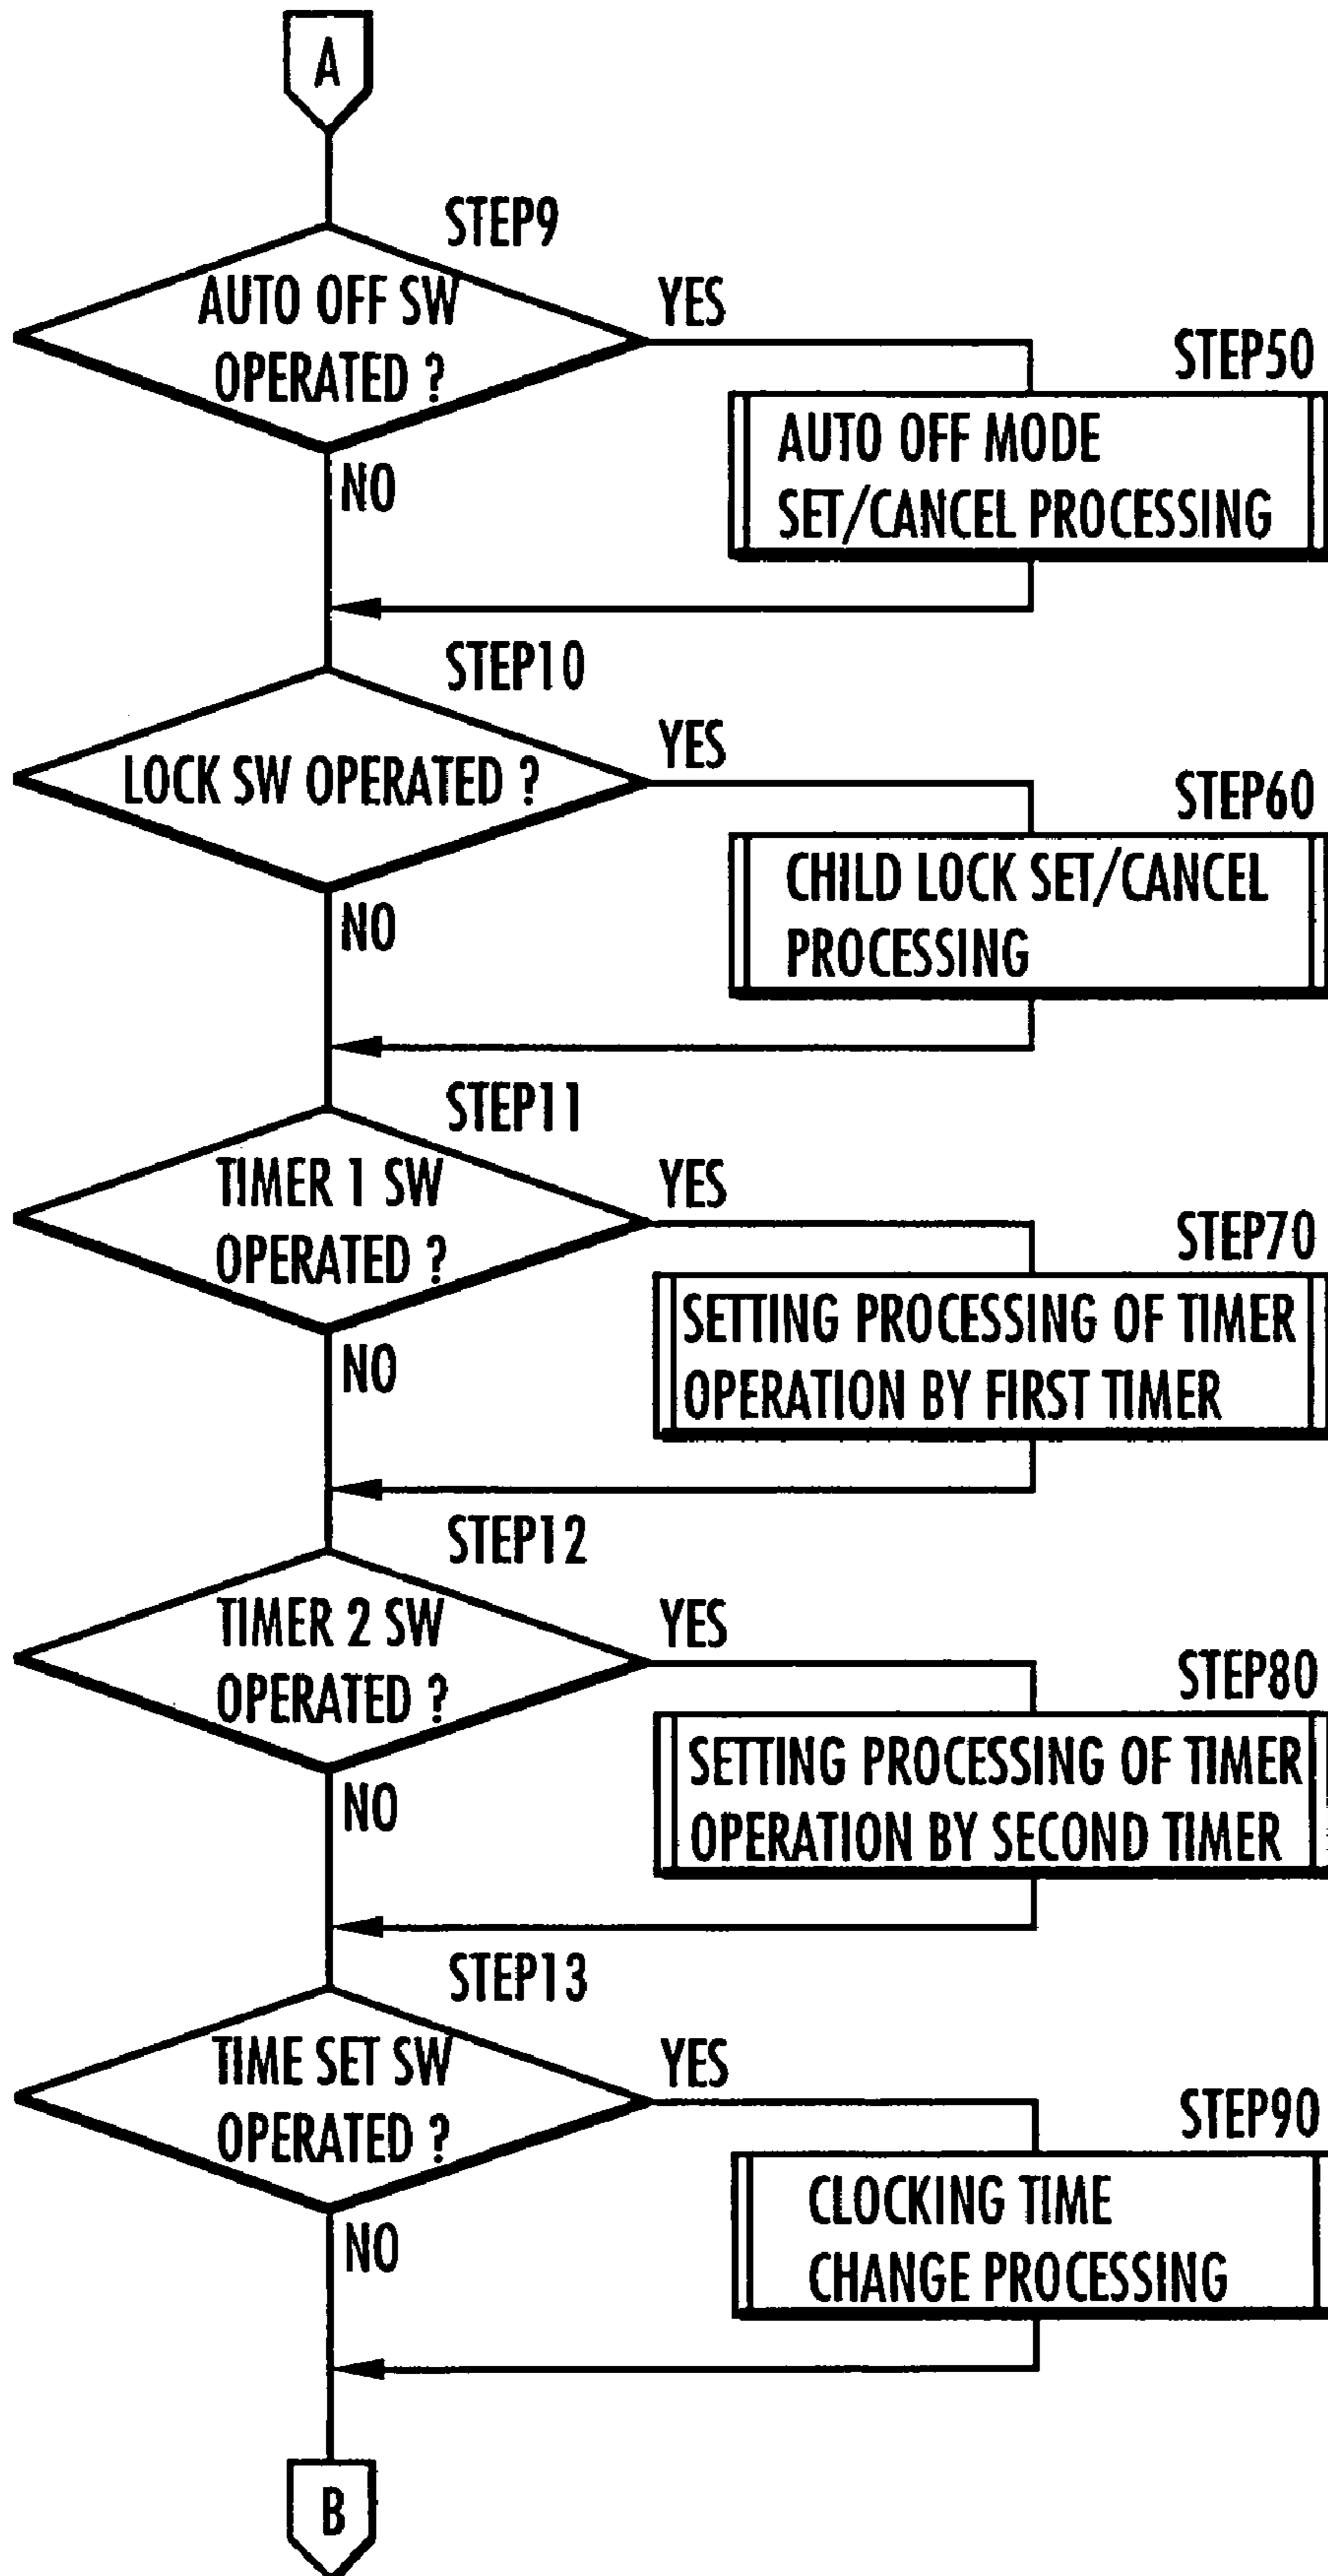 A
STEP9
AUTO OFF SW
OPERATED ?
YES
NO
STEP50
AUTO OFF MODE
SET/CANCEL PROCESSING
STEP10
LOCK SW OPERATED ?
YES
NO
STEP60
CHILD LOCK SET/CANCEL
PROCESSING
STEP11
TIMER 1 SW
OPERATED ?
YES
NO
STEP70
SETTING PROCESSING OF TIMER
OPERATION BY FIRST TIMER
STEP12
TIMER 2 SW
OPERATED ?
YES
NO
STEP80
SETTING PROCESSING OF TIMER
OPERATION BY SECOND TIMER
STEP13
TIME SET SW
OPERATED ?
YES
NO
STEP90
CLOCKING TIME
CHANGE PROCESSING
B